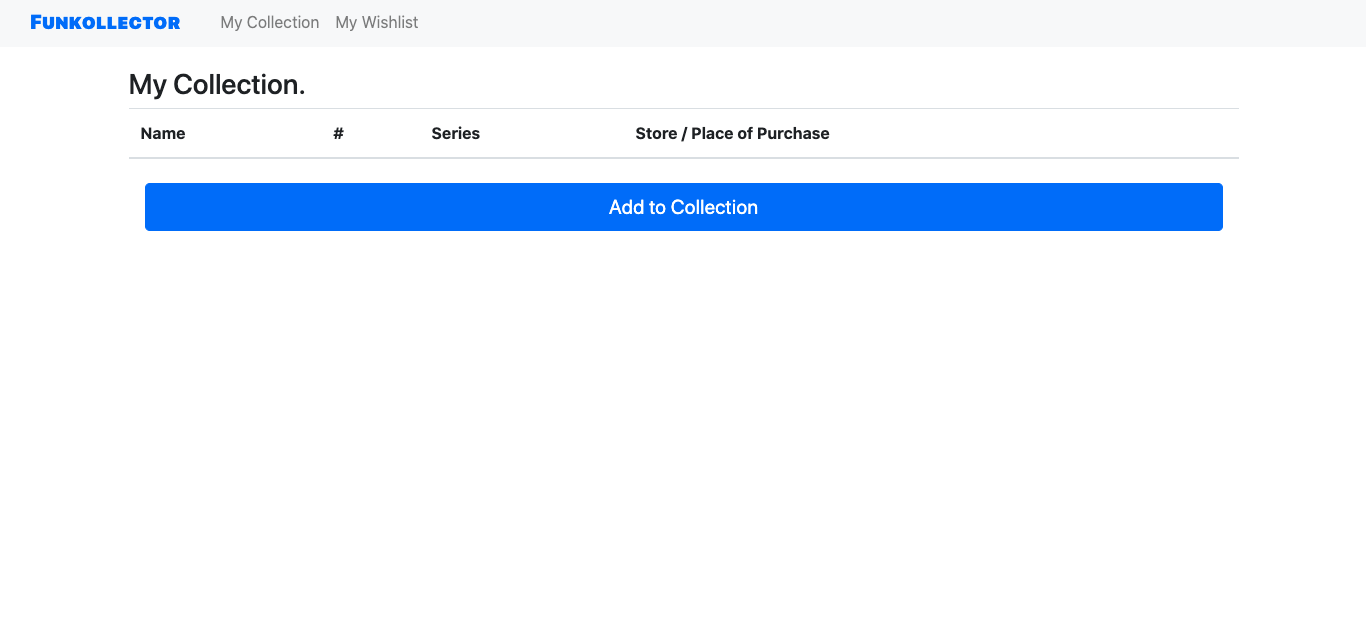 Funkollector My Collection My Wishlist
My Collection.
Name # Series Store / Place of Purchase
Add to Collection